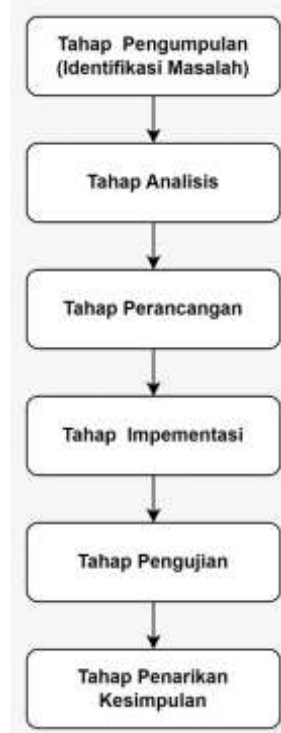 Tahap Pengumpulan
(Identifikasi Masalah)
Tahap Analisis
Tahap Perancangan
Tahap Impementasi
Tahap Pengujian
Tahap Penarikan
Kesimpulan